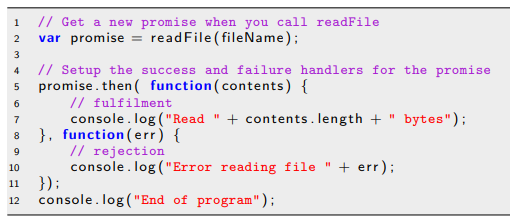 1 // Get a new promise when you call readFile
2 var promise = readFile(fileName);
3
4 // Setup the success and failure handlers for the promise
5 promise.then( function(contents) {
6 // fulfilment
7 console.log("Read " + contents.length + " bytes");
8 }, function(err) {
9 // rejection
10 console.log("Error reading file " + err);
11 });
12 console.log("End of program");